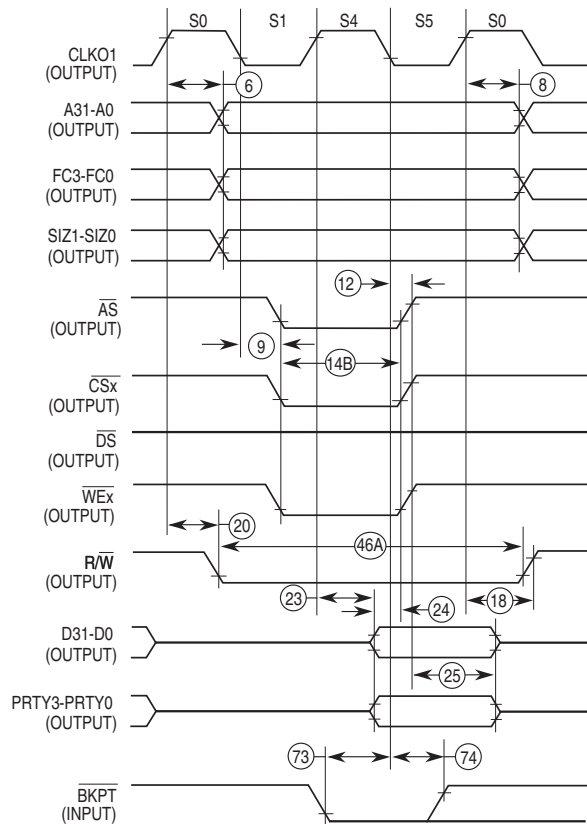 S0 S1 S4 S5 S0
CLKO1
(OUTPUT)
6 8
A31-A0
(OUTPUT)
FC3-FC0
(OUTPUT)
SIZ1-SIZ0
(OUTPUT)
12
AS
(OUTPUT)
9 14B
CSx
(OUTPUT)
DS
(OUTPUT)
WEx
(OUTPUT)
20
46A
R/W
(OUTPUT)
23 24 18
D31-D0
(OUTPUT)
25
PRTY3-PRTY0
(OUTPUT)
73 74
BKPT
(INPUT)